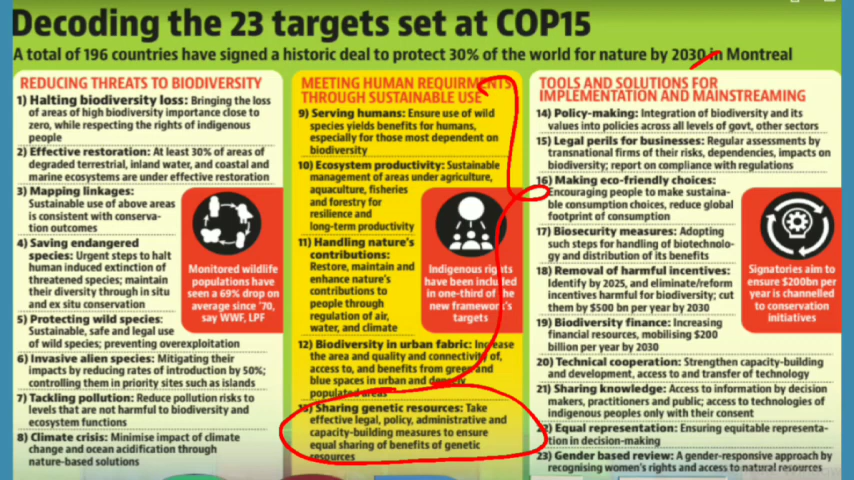 Decoding the 23 targets set at COP15
A total of 196 countries have signed a historic deal to protect 30% of the world for nature by 2030 in Montreal
REDUCING THREATS TO BIODIVERSITY
1) Halting biodiversity loss: Bringing the loss
of areas of high biodiversity importance close to
zero, while respecting the rights of indigenous
people
2) Effective restoration: At least 30% of areas of
degraded terrestrial, inland water, and coastal and
marine ecosystems are under effective restoration
3) Mapping linkages:
Sustainable use of above areas
is consistent with conserva-
tion outcomes
4) Saving endangered
species: Urgent steps to halt
human induced extinction of
threatened species; maintain
their diversity through in situ
and ex situ conservation
5) Protecting wild species:
Sustainable, safe and legal use
of wild species; preventing overexploitation
6) Invasive alien species: Mitigating their
impacts by reducing rates of introduction by 50%;
controlling them in priority sites such as islands
7) Tackling pollution: Reduce pollution risks to
levels that are not harmful to biodiversity and
ecosystem functions
8) Climate crisis: Minimise impact of climate
change and ocean acidification through
nature-based solutions
Monitored wildlife
populations have
seen a 69% drop on
average since '70,
say WWF, LPF
MEETING HUMAN REQUIRMENTS
THROUGH SUSTAINABLE USE
9) Serving humans: Ensure use of wild
species yields benefits for humans,
especially for those most dependent on
biodiversity
10) Ecosystem productivity: Sustainable
management of areas under agriculture,
aquaculture, fisheries
and forestry for
resilience and
long-term productivity
11) Handling nature's
contributions:
Restore, maintain and
enhance nature's
contributions to
people through
regulation of air,
water, and climate
12) Biodiversity in urban fabric: Increase
the area and quality and connectivity of,
access to, and benefits from green and
blue spaces in urban and densely
populated areas
13) Sharing genetic resources: Take
effective legal, policy, administrative and
capacity-building measures to ensure
equal sharing of benefits of genetic
resources
Indigenous rights
have been included
in one-third of the
new framework's
targets
TOOLS AND SOLUTIONS FOR
IMPLEMENTATION AND MAINSTREAMING
14) Policy-making: Integration of biodiversity and its
values into policies across all levels of govt, other sectors
15) Legal perils for businesses: Regular assessments by
transnational firms of their risks, dependencies, impacts on
biodiversity; report on compliance with regulations
16) Making eco-friendly choices:
Encouraging people to make sustaina-
ble consumption choices, reduce global
footprint of consumption
17) Biosecurity measures: Adopting
such steps for handling of biotechnolo-
gy and distribution of its benefits
18) Removal of harmful incentives:
Identify by 2025, and eliminate/reform
incentives harmful for biodiversity; cut
them by $500 bn per year by 2030
19) Biodiversity finance: Increasing
financial resources, mobilising $200
billion per year by 2030
20) Technical cooperation: Strengthen capacity-building
and development, access to and transfer of technology
21) Sharing knowledge: Access to information by decision
makers, practitioners and public; access to technologies of
indigenous peoples only with their consent
22) Equal representation: Ensuring equitable representa-
tion in decision-making
23) Gender based review: A gender-responsive approach by
recognising women's rights and access to natural resources
Signatories aim to
ensure $200bn per
year is channelled
to conservation
initiatives